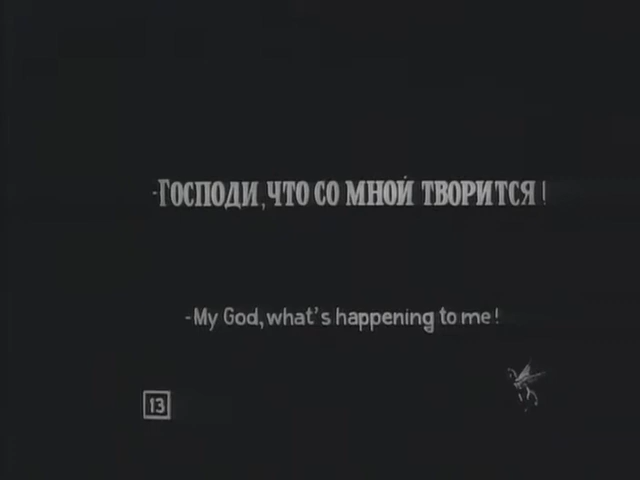 -Господи, что со мной творится!
-My God, what's happening to me!
13